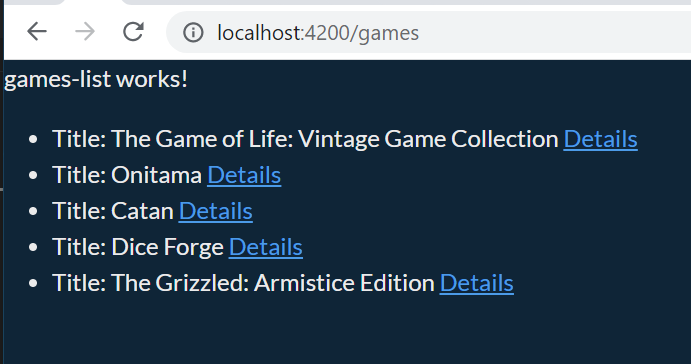 localhost:4200/games
games-list works!
• Title: The Game of Life: Vintage Game Collection Details
• Title: Onitama Details
• Title: Catan Details
• Title: Dice Forge Details
• Title: The Grizzled: Armistice Edition Details